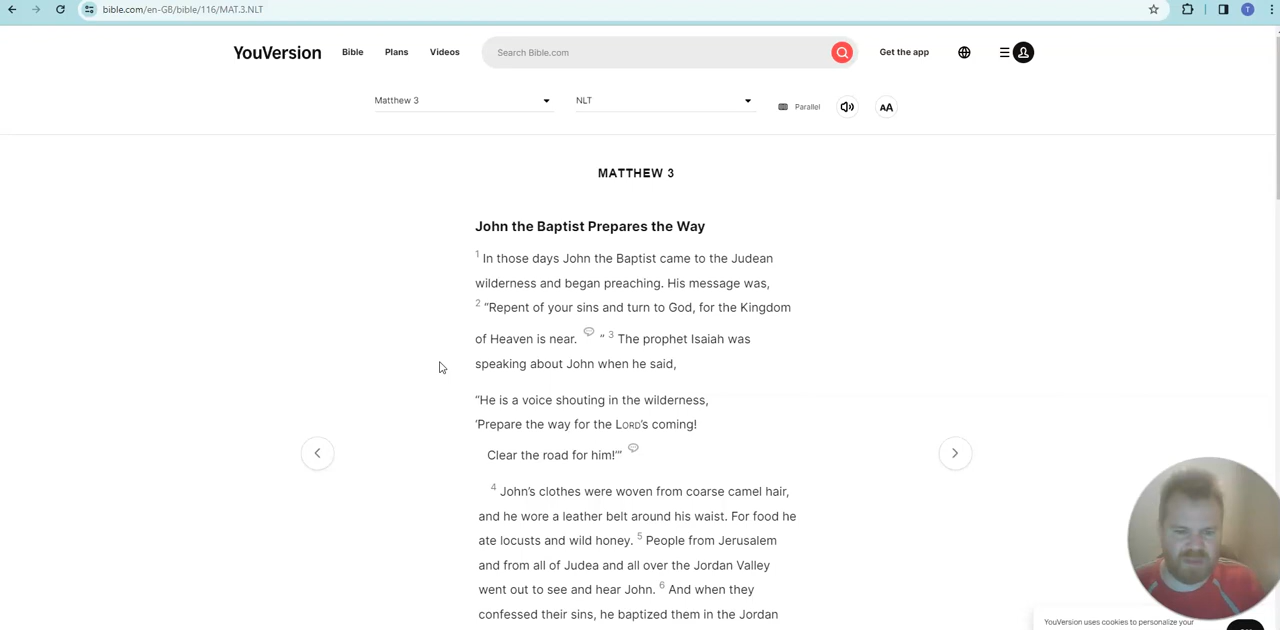 bible.com/en-GB/bible/116/MAT.3.NLT
T
YouVersion Bible Plans Videos Search Bible.com Get the app
Matthew 3 NLT Parallel AA
MATTHEW 3
John the Baptist Prepares the Way
1 In those days John the Baptist came to the Judean
wilderness and began preaching. His message was,
2 “Repent of your sins and turn to God, for the Kingdom
of Heaven is near. ” 3 The prophet Isaiah was
speaking about John when he said,
“He is a voice shouting in the wilderness,
‘Prepare the way for the LORD’s coming!
Clear the road for him!’”
4 John’s clothes were woven from coarse camel hair,
and he wore a leather belt around his waist. For food he
ate locusts and wild honey. 5 People from Jerusalem
and from all of Judea and all over the Jordan Valley
went out to see and hear John. 6 And when they
confessed their sins, he baptized them in the Jordan
YouVersion uses cookies to personalize your